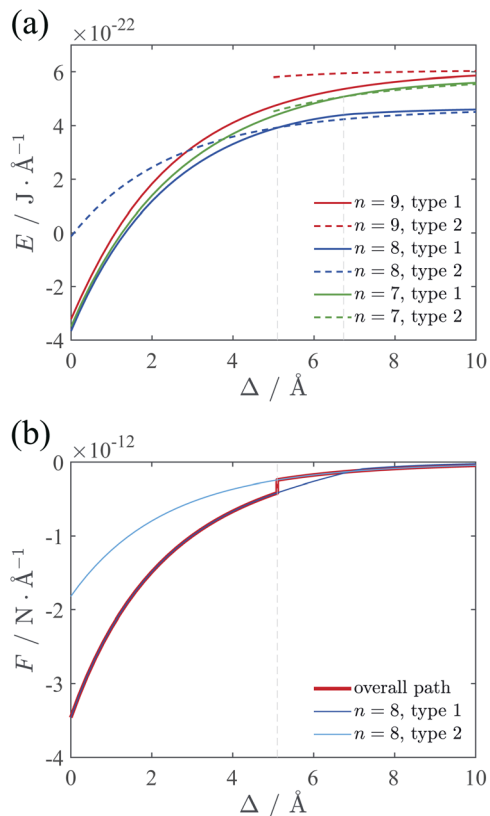 (a)
×10⁻²²
6
4
2
0
-2
-4
E / J · Å⁻¹
n = 9, type 1
n = 9, type 2
n = 8, type 1
n = 8, type 2
n = 7, type 1
n = 7, type 2
0 2 4 6 8 10
Δ / Å
(b)
×10⁻¹²
0
-1
-2
-3
-4
F / N · Å⁻¹
overall path
n = 8, type 1
n = 8, type 2
0 2 4 6 8 10
Δ / Å